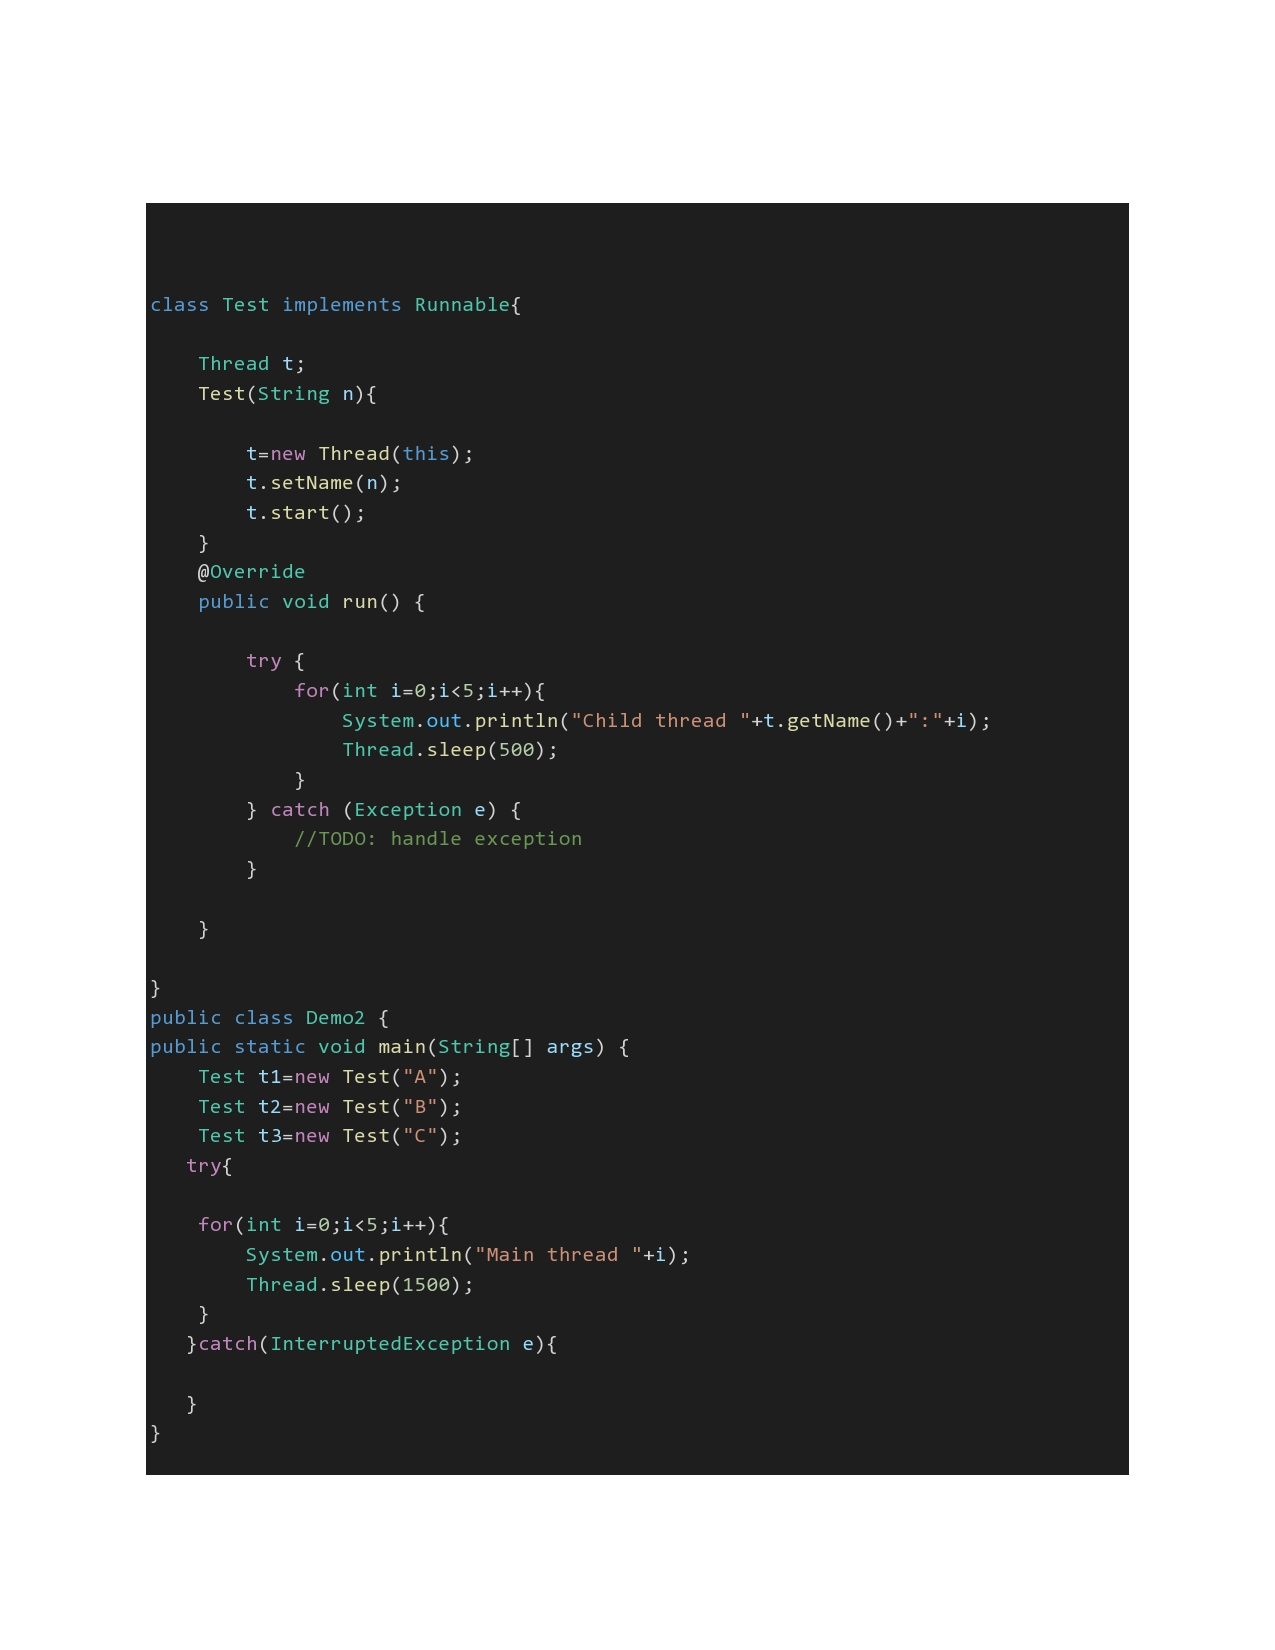 class Test implements Runnable{
Thread t;
Test(String n){
t=new Thread(this);
t.setName(n);
t.start();
}
@Override
public void run() {
try {
for(int i=0;i<5;i++){
System.out.println("Child thread "+t.getName()+":"+i);
Thread.sleep(500);
}
} catch (Exception e) {
//TODO: handle exception
}
}
}
public class Demo2 {
public static void main(String[] args) {
Test t1=new Test("A");
Test t2=new Test("B");
Test t3=new Test("C");
try{
for(int i=0;i<5;i++){
System.out.println("Main thread "+i);
Thread.sleep(1500);
}
}catch(InterruptedException e){
}
}